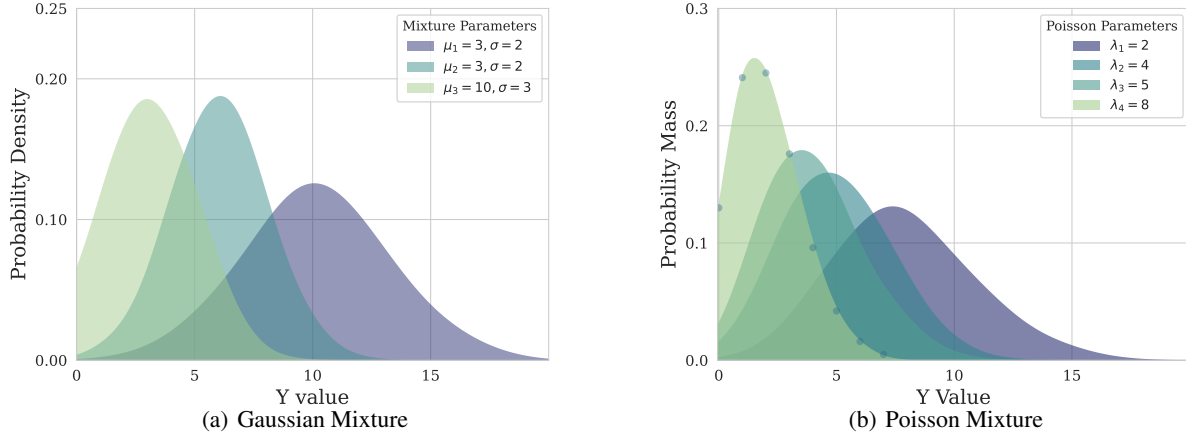 0.25
0.20
0.10
0.00
Probability Density
0 5 10 15
Y value
Mixture Parameters
μ₁ = 3, σ = 2
μ₂ = 3, σ = 2
μ₃ = 10, σ = 3
(a) Gaussian Mixture
0.3
0.2
0.1
0.0
Probability Mass
0 5 10 15
Y Value
Poisson Parameters
λ₁ = 2
λ₂ = 4
λ₃ = 5
λ₄ = 8
(b) Poisson Mixture